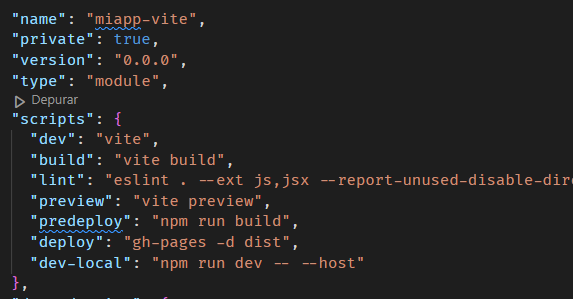 "name": "miapp-vite",
"private": true,
"version": "0.0.0",
"type": "module",
Depurar
"scripts": {
"dev": "vite",
"build": "vite build",
"lint": "eslint . --ext js,jsx --report-unused-disable-dire
"preview": "vite preview",
"predeploy": "npm run build",
"deploy": "gh-pages -d dist",
"dev-local": "npm run dev -- --host"
},